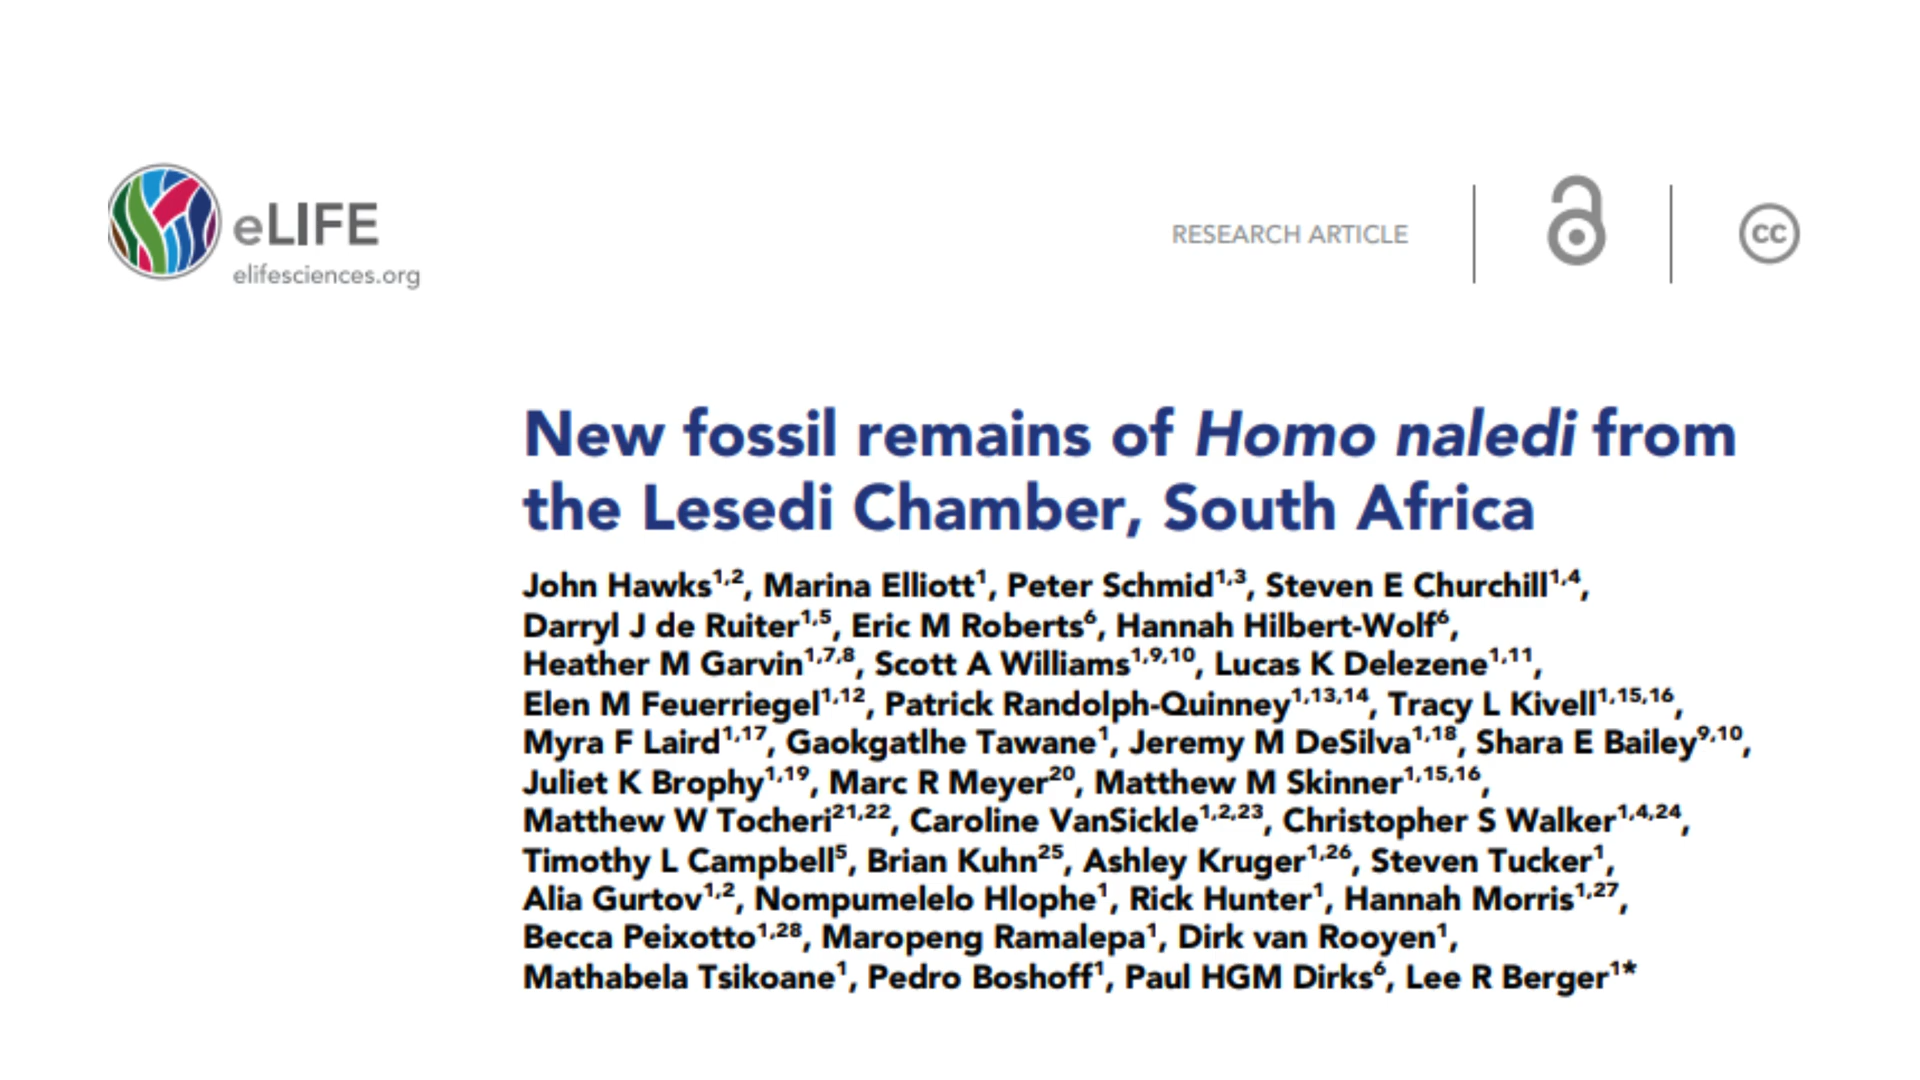 eLIFE
elifesciences.org
RESEARCH ARTICLE
cc
New fossil remains of Homo naledi from
the Lesedi Chamber, South Africa
John Hawks1,2, Marina Elliott1, Peter Schmid1,3, Steven E Churchill1,4,
Darryl J de Ruiter1,5, Eric M Roberts6, Hannah Hilbert-Wolf6,
Heather M Garvin1,7,8, Scott A Williams1,9,10, Lucas K Delezene1,11,
Elen M Feuerriegel1,12, Patrick Randolph-Quinney1,13,14, Tracy L Kivell1,15,16,
Myra F Laird1,17, Gaokgatlhe Tawane1, Jeremy M DeSilva1,18, Shara E Bailey9,10,
Juliet K Brophy1,19, Marc R Meyer20, Matthew M Skinner1,15,16,
Matthew W Tocheri21,22, Caroline VanSickle1,2,23, Christopher S Walker1,4,24,
Timothy L Campbell5, Brian Kuhn25, Ashley Kruger1,26, Steven Tucker1,
Alia Gurtov1,2, Nompumelelo Hlophe1, Rick Hunter1, Hannah Morris1,27,
Becca Peixotto1,28, Maropeng Ramalepa1, Dirk van Rooyen1,
Mathabela Tsikoane1, Pedro Boshoff1, Paul HGM Dirks6, Lee R Berger1*